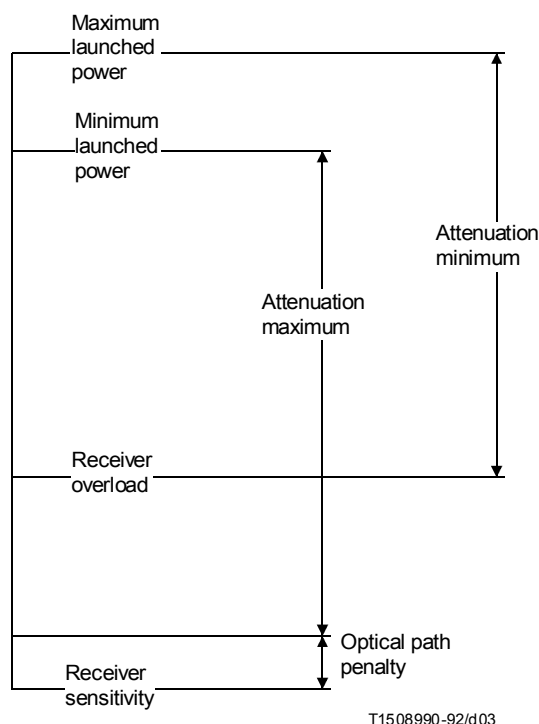 Maximum
launched
power
Minimum
launched
power
Attenuation
minimum
Attenuation
maximum
Receiver
overload
Optical path
penalty
Receiver
sensitivity
T1508990-92/d03